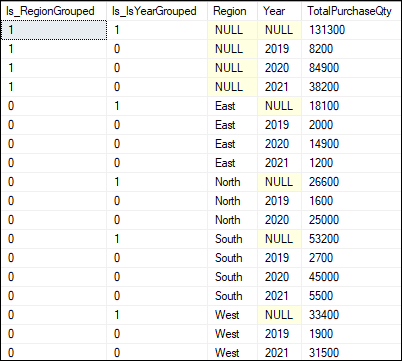 Is_RegionGrouped Is_IsYearGrouped Region Year TotalPurchaseQty
1 1 NULL NULL 131300
1 0 NULL 2019 8200
1 0 NULL 2020 84900
1 0 NULL 2021 38200
0 1 East NULL 18100
0 0 East 2019 2000
0 0 East 2020 14900
0 0 East 2021 1200
0 1 North NULL 26600
0 0 North 2019 1600
0 0 North 2020 25000
0 1 South NULL 53200
0 0 South 2019 2700
0 0 South 2020 45000
0 0 South 2021 5500
0 1 West NULL 33400
0 0 West 2019 1900
0 0 West 2021 31500